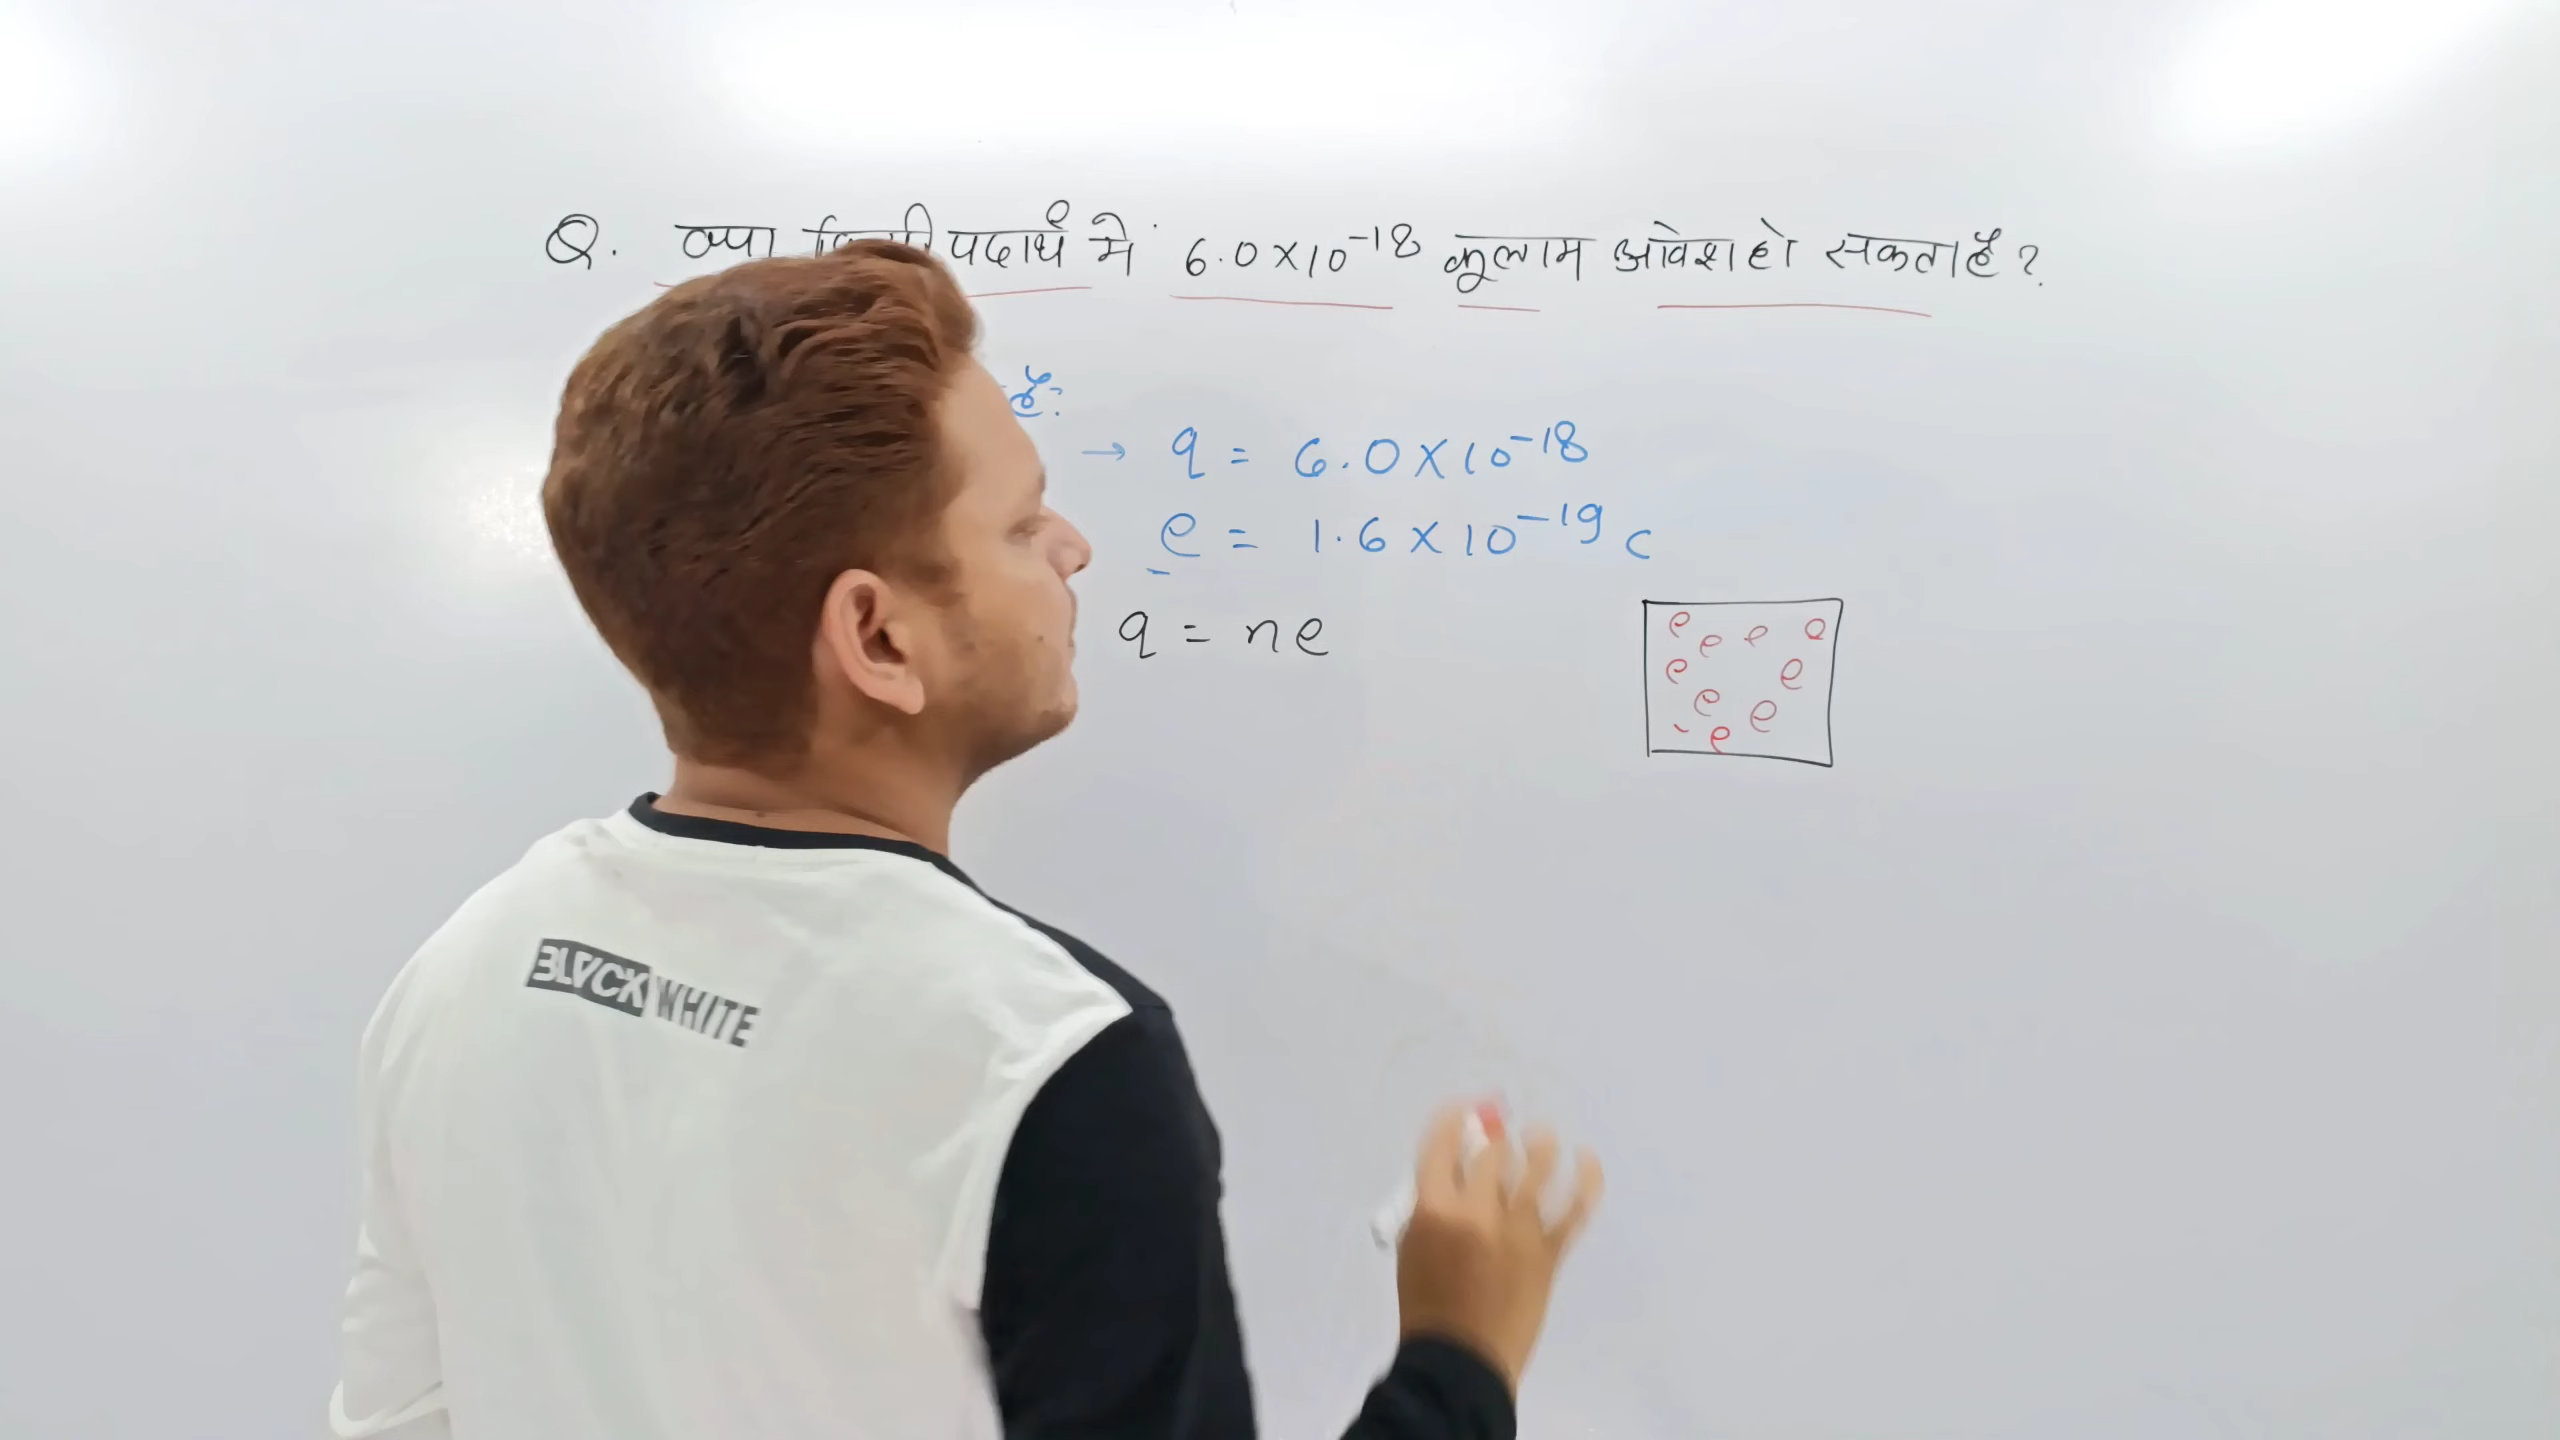 Q. क्या पदार्थ में 6.0×10⁻¹⁸ कूलाम आवेश हो सकता है ?
है:
→ q = 6.0×10⁻¹⁸
e = 1.6×10⁻¹⁹ c
q = ne
e e e e
e e
e e
e
BLVCK WHITE